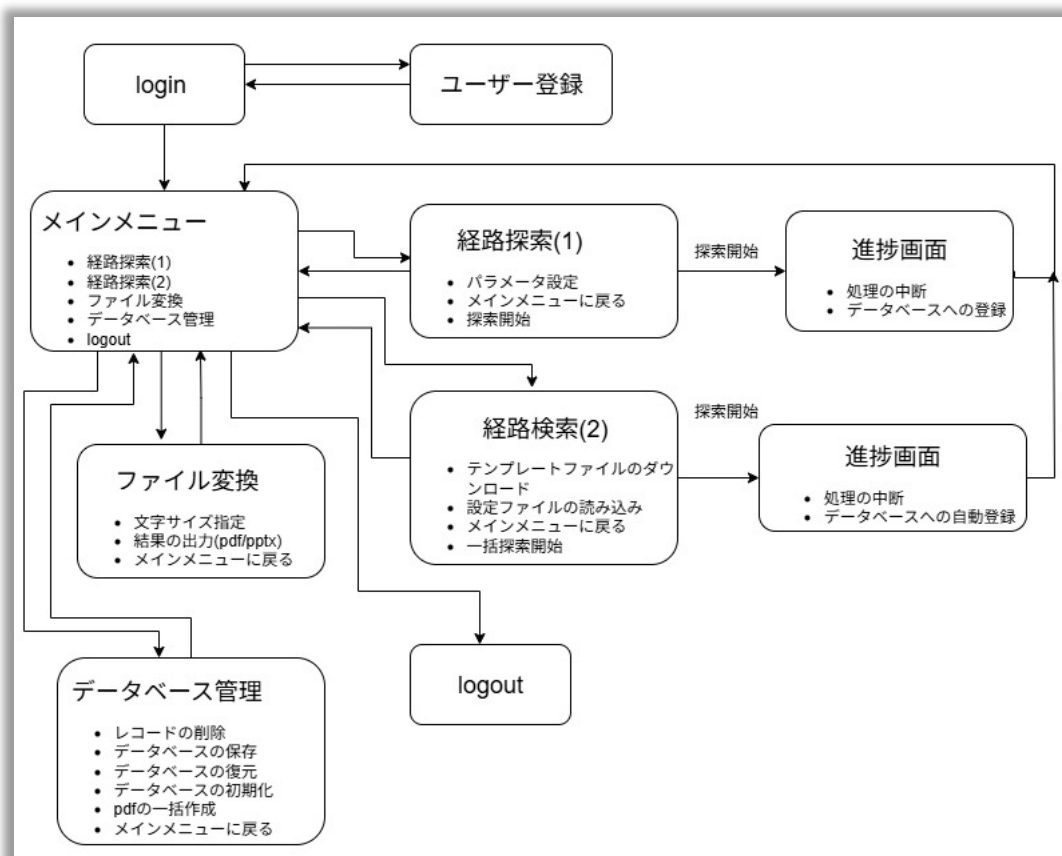 login
ユーザー登録
メインメニュー
経路探索(1)
経路探索(2)
ファイル変換
データベース管理
logout
経路探索(1)
パラメータ設定
メインメニューに戻る
探索開始
探索開始
進捗画面
処理の中断
データベースへの登録
経路検索(2)
テンプレートファイルのダウ
ンロード
設定ファイルの読み込み
メインメニューに戻る
一括探索開始
探索開始
進捗画面
処理の中断
データベースへの自動登録
ファイル変換
文字サイズ指定
結果の出力(pdf/pptx)
メインメニューに戻る
logout
データベース管理
レコードの削除
データベースの保存
データベースの復元
データベースの初期化
pdfの一括作成
メインメニューに戻る